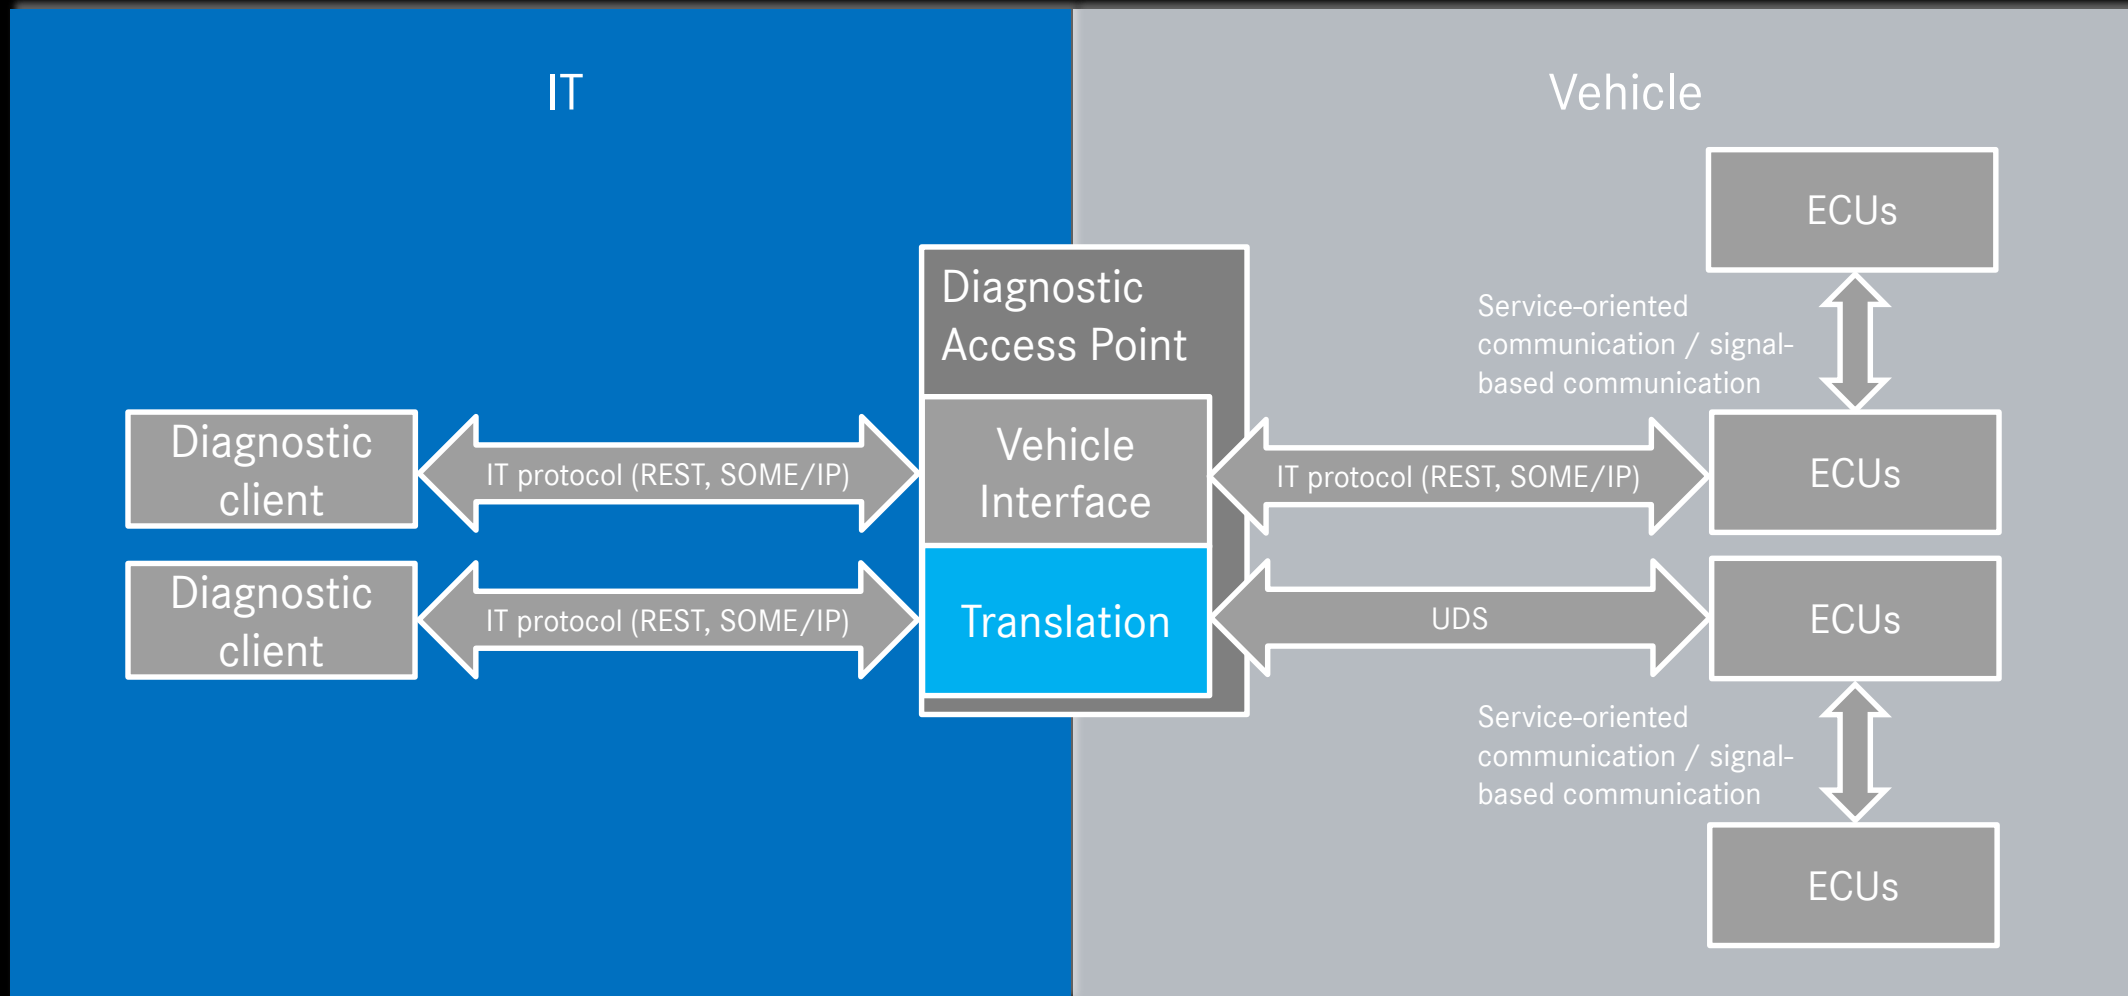 IT
Vehicle
ECUs
Diagnostic
Access Point
Service-oriented
communication / signal-
based communication
Diagnostic
client
IT protocol (REST, SOME/IP)
Vehicle
Interface
IT protocol (REST, SOME/IP)
ECUs
Diagnostic
client
IT protocol (REST, SOME/IP)
Translation
UDS
ECUs
Service-oriented
communication / signal-
based communication
ECUs